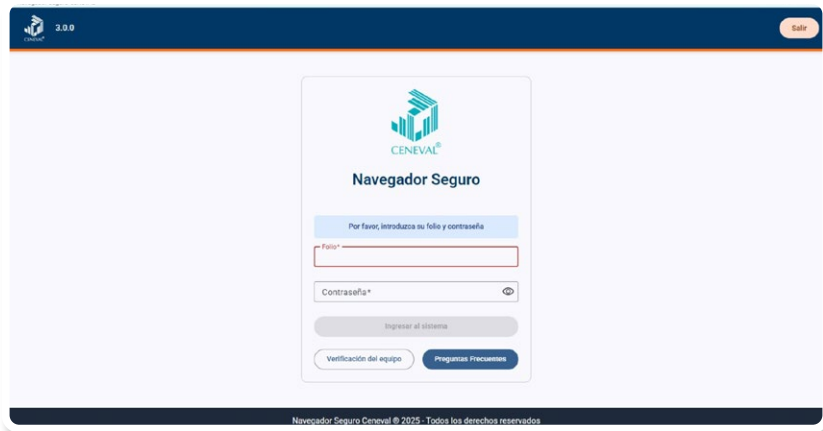 CENEVAL®
3.0.0
Salir
CENEVAL®
Navegador Seguro
Por favor, introduzca su folio y contraseña
Folio*
Contraseña*
Ingresar al sistema
Verificación del equipo
Preguntas Frecuentes
Navegador Seguro Ceneval ® 2025 - Todos los derechos reservados